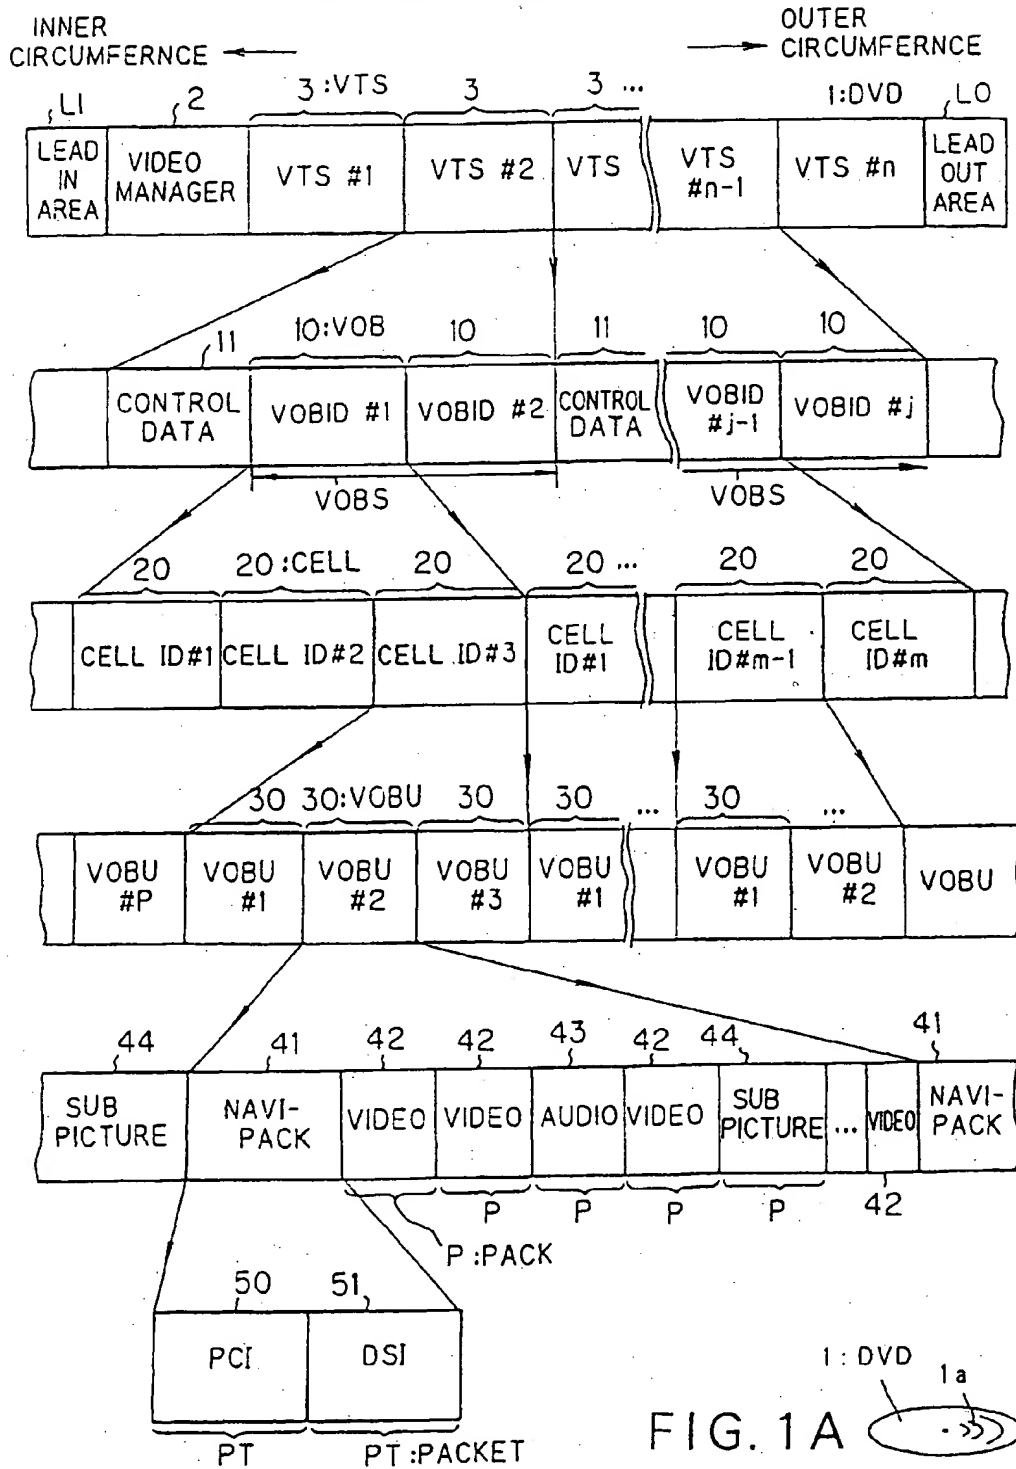 INNER
CIRCUMFERNCE
OUTER
CIRCUMFERNCE
LI 2 3:VTS 3 3 ... 1:DVD LO
LEAD IN AREA
VIDEO MANAGER
VTS #1
VTS #2
VTS
VTS #n-1
VTS #n
LEAD OUT AREA
11 10:VOB 10 11 10 10
CONTROL DATA
VOBID #1
VOBID #2
CONTROL DATA
VOBID #j-1
VOBID #j
VOBS
VOBS
20 20:CELL 20 20 ... 20 20
CELL ID#1
CELL ID#2
CELL ID#3
CELL ID#1
CELL ID#m-1
CELL ID#m
30 30:VOBU 30 30 ... 30 ...
VOBU #P
VOBU #1
VOBU #2
VOBU #3
VOBU #1
VOBU #1
VOBU #2
VOBU
44 41 42 42 43 42 44 41
SUB PICTURE
NAVI-PACK
VIDEO
VIDEO
AUDIO
VIDEO
SUB PICTURE
...
VIDEO
NAVI-PACK
P P P P 42
P:PACK
50 51
PCI
DSI
PT PT:PACKET
1:DVD 1a
FIG. 1A